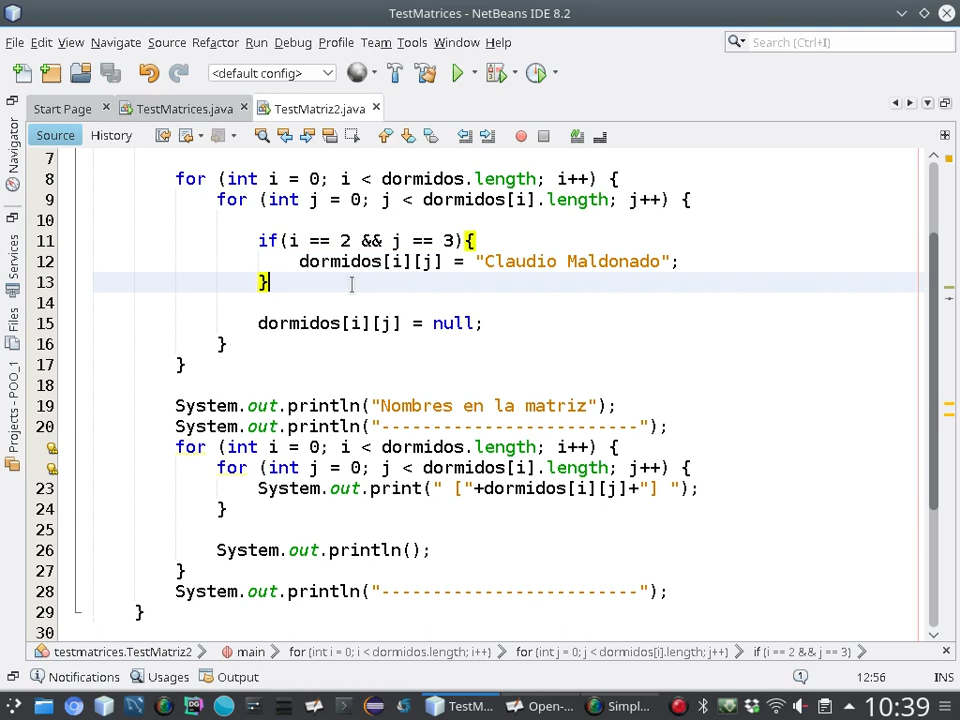 TestMatrices - NetBeans IDE 8.2
File Edit View Navigate Source Refactor Run Debug Profile Team Tools Window Help
Search (Ctrl+I)
<default config>
Start Page TestMatrices.java TestMatriz2.java
Source History
Navigator
Services
Files
Projects - POO_1
7
8 for (int i = 0; i < dormidos.length; i++) {
9 for (int j = 0; j < dormidos[i].length; j++) {
10
11 if(i == 2 && j == 3){
12 dormidos[i][j] = "Claudio Maldonado";
13 }
14
15 dormidos[i][j] = null;
16 }
17 }
18
19 System.out.println("Nombres en la matriz");
20 System.out.println("-------------------------");
for (int i = 0; i < dormidos.length; i++) {
for (int j = 0; j < dormidos[i].length; j++) {
23 System.out.print(" ["+dormidos[i][j]+"] ");
24 }
25
26 System.out.println();
27 }
28 System.out.println("-------------------------");
29 }
30
testmatrices.TestMatriz2 main for (int i = 0; i < dormidos.length; i++) for (int j = 0; j < dormidos[i].length; j++) if (i == 2 && j == 3)
Notifications Usages Output 1 12:56 INS
TestM... Open-... Simpl... 10:39